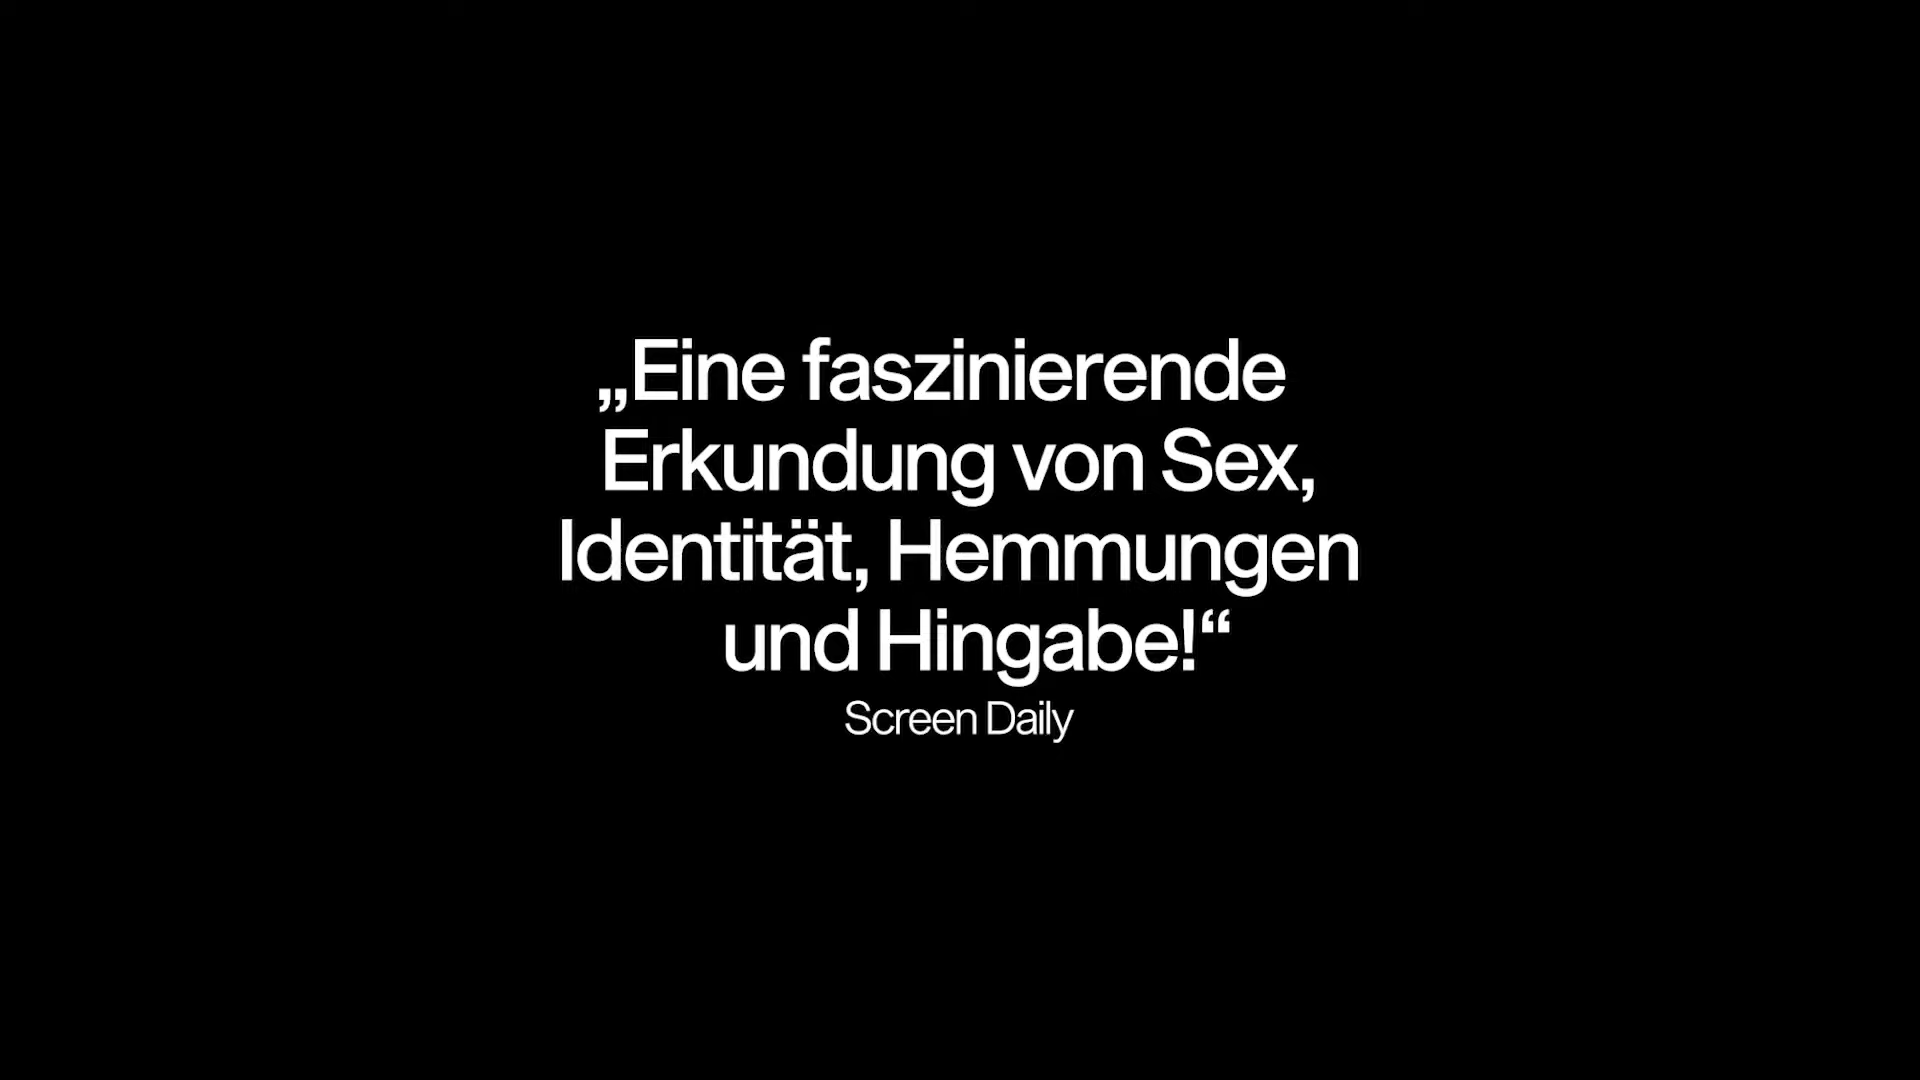 „Eine faszinierende
Erkundung von Sex,
Identität, Hemmungen
und Hingabe!“
Screen Daily